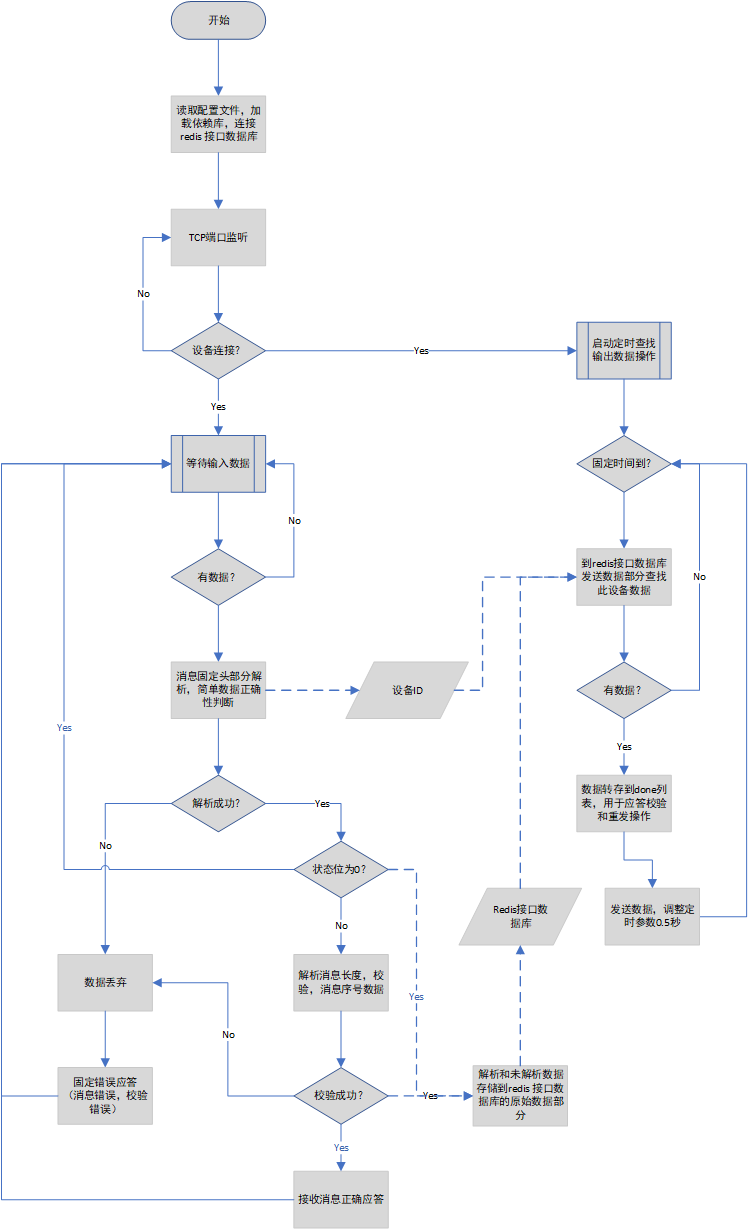 开始
读取配置文件，加
载依赖库，连接
redis 接口数据库
TCP端口监听
No
设备连接？
Yes
启动定时查找
输出数据操作
Yes
等待输入数据
固定时间到？
No
有数据？
到redis接口数据库
发送数据部分查找
此设备数据
No
消息固定头部分解
析，简单数据正确
性判断
设备ID
有数据？
Yes
Yes
解析成功？
Yes
数据转存到done列
表，用于应答校验
和重发操作
No
状态位为0？
Redis接口数
据库
发送数据，调整定
时参数0.5秒
No
数据丢弃
解析消息长度，校
验，消息序号数据
Yes
No
固定错误应答
（消息错误，校验
错误）
校验成功？
Yes
解析和未解析数据
存储到redis 接口数
据库的原始数据部
分
Yes
接收消息正确应答